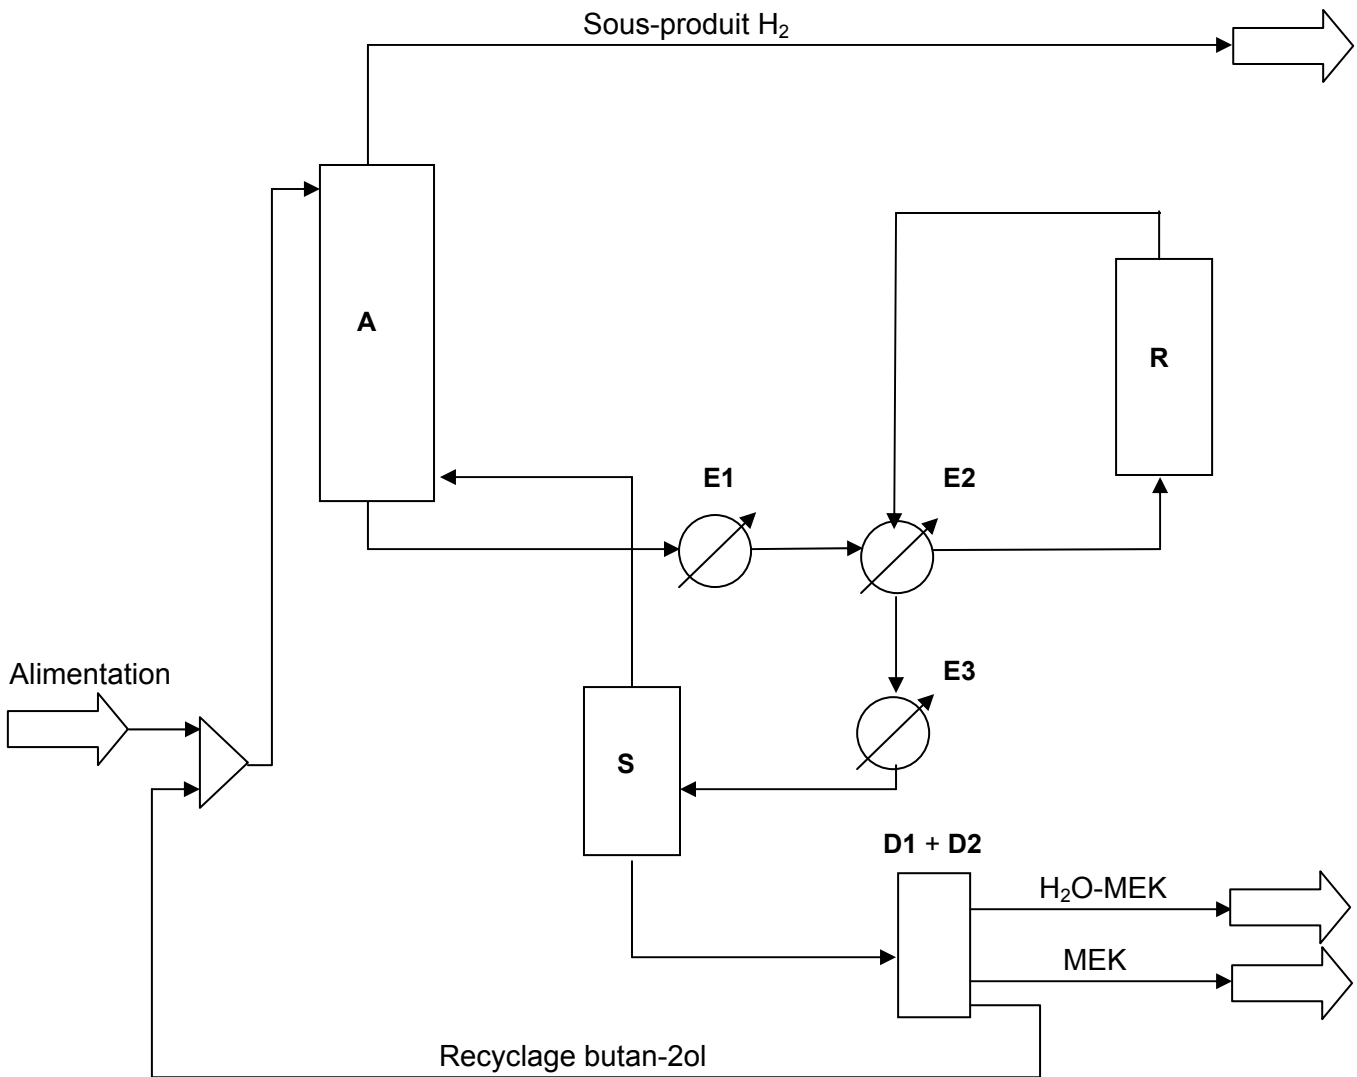 Sous-produit H₂
A
R
E1
E2
Alimentation
E3
S
D1 + D2
H₂O-MEK
MEK
Recyclage butan-2ol